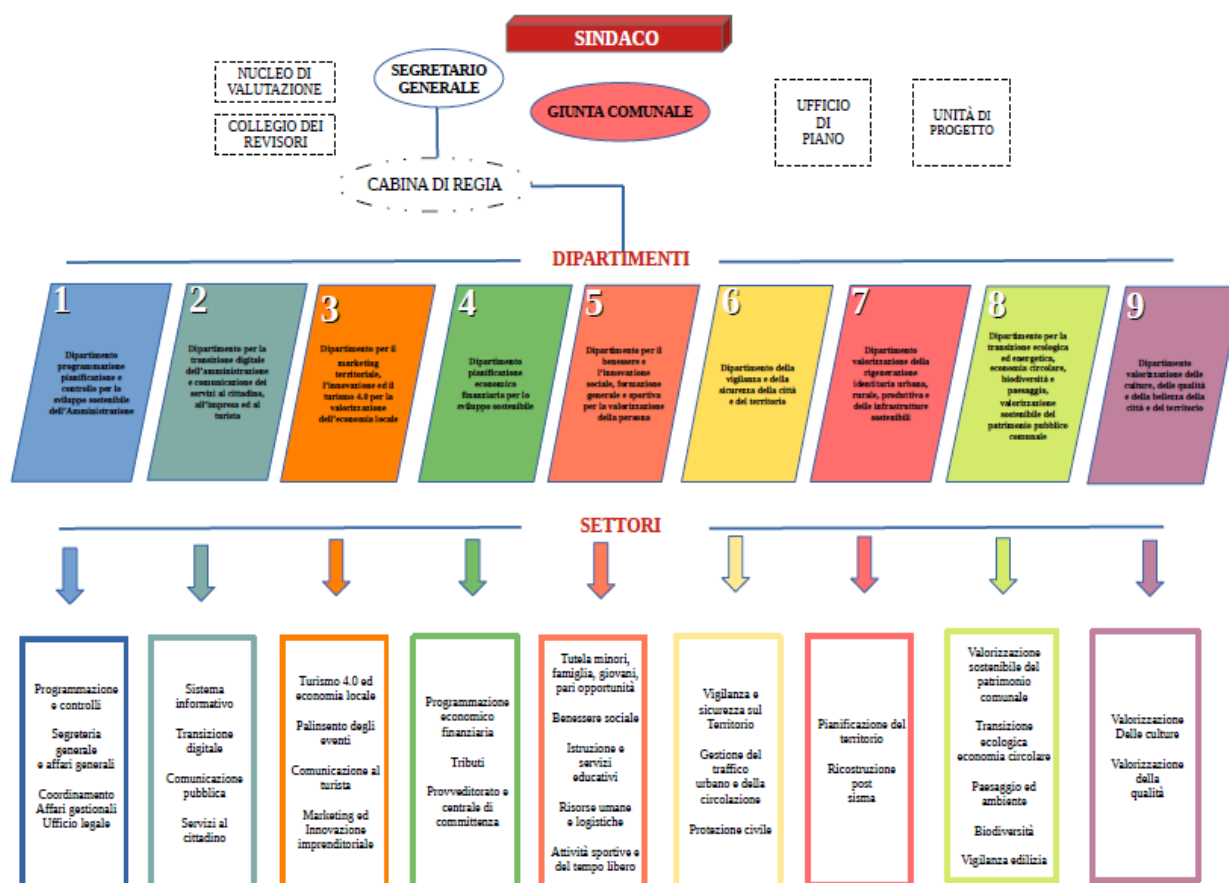 SINDACO
NUCLEO DI
VALUTAZIONE
SEGRETARIO
GENERALE
COLLEGIO DEI
REVISORI
GIUNTA COMUNALE
UFFICIO
DI
PIANO
UNITÀ DI
PROGETTO
CABINA DI REGIA
DIPARTIMENTI
1
Dipartimento
programmazione
pianificazione e
controllo per lo
sviluppo sostenibile
dell'Amministrazione
2
Dipartimento per la
transizione digitale
dell'amministrazione
e comunicazione dei
servizi al cittadino,
all'impresa ed al
turista
3
Dipartimento per il
marketing
territoriale,
l'innovazione ed il
turismo 4.0 per la
valorizzazione
dell'economia locale
4
Dipartimento
pianificazione
economico
finanziaria per lo
sviluppo sostenibile
5
Dipartimento per il
benessere e
l'innovazione
sociale, formazione
generale e sportiva
per la valorizzazione
della persona
6
Dipartimento della
vigilanza e della
sicurezza della città
e del territorio
7
Dipartimento
valorizzazione della
rigenerazione
identitaria urbana,
rurale, produttiva e
delle infrastrutture
sostenibili
8
Dipartimento per la
transizione ecologica
ed energetica,
economia circolare,
biodiversità e
paesaggio,
valorizzazione
sostenibile del
patrimonio pubblico
comunale
9
Dipartimento
valorizzazione delle
culture, delle qualità
e della bellezza della
città e del territorio
SETTORI
Programmazione
e controlli
Segreteria
generale
e affari generali
Coordinamento
Affari gestionali
Ufficio legale
Sistema
informativo
Transizione
digitale
Comunicazione
pubblica
Servizi al
cittadino
Turismo 4.0 ed
economia locale
Palinsento degli
eventi
Comunicazione al
turista
Marketing ed
Innovazione
imprenditoriale
Programmazione
economico
finanziaria
Tributi
Provveditorato e
centrale di
committenza
Tutela minori,
famiglia, giovani,
pari opportunità
Benessere sociale
Istruzione e
servizi
educativi
Risorse umane
e logistiche
Attività sportive e
del tempo libero
Vigilanza e
sicurezza sul
Territorio
Gestione del
traffico
urbano e della
circolazione
Protezione civile
Pianificazione del
territorio
Ricostruzione
post
sisma
Valorizzazione
sostenibile del
patrimonio
comunale
Transizione
ecologica
economia circolare
Paesaggio ed
ambiente
Biodiversità
Vigilanza edilizia
Valorizzazione
Delle culture
Valorizzazione
della
qualità